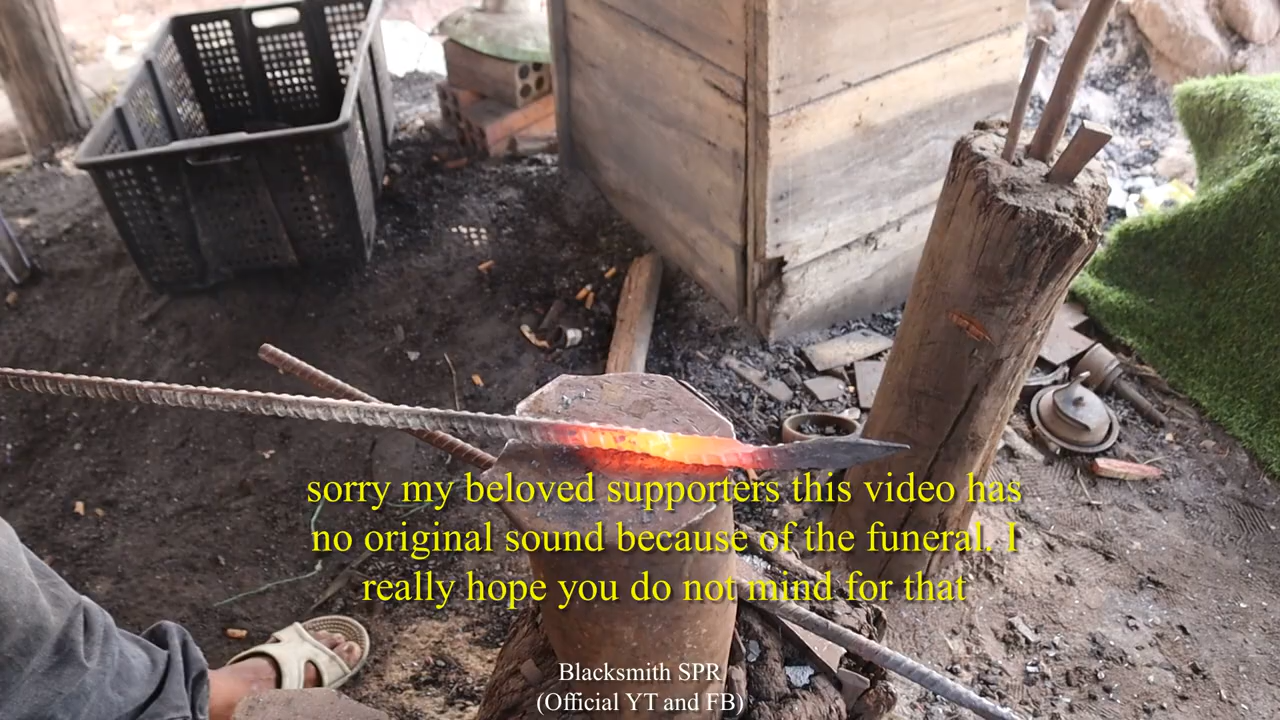 sorry my beloved supporters this video has
no original sound because of the funeral. I
really hope you do not mind for that
Blacksmith SPR
(Official YT and FB)